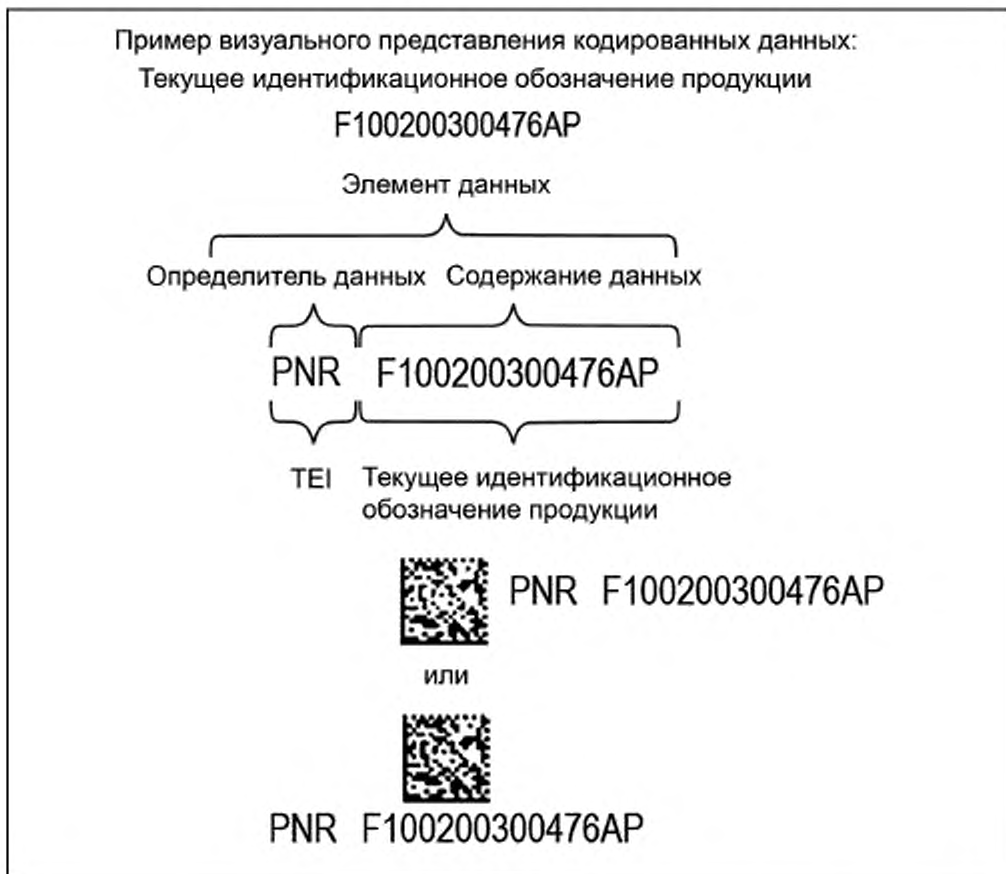 Пример визуального представления кодированных данных:
Текущее идентификационное обозначение продукции
F100200300476AP
Элемент данных
Определитель данных Содержание данных
PNR F100200300476AP
TEI Текущее идентификационное
обозначение продукции
PNR F100200300476AP
или
PNR F100200300476AP